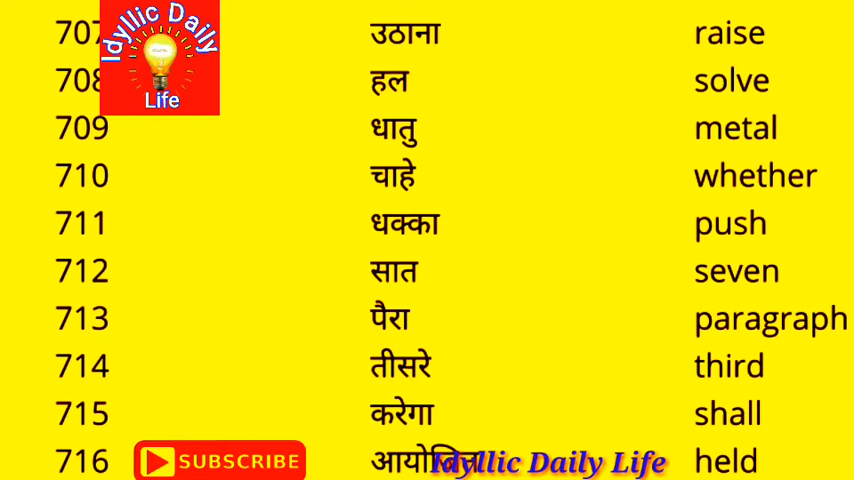 707 उठाना raise
Idyllic Daily
Life
708 हल solve
709 धातु metal
710 चाहे whether
711 धक्का push
712 सात seven
713 पैरा paragraph
714 तीसरे third
715 करेगा shall
716 SUBSCRIBE आयोजित Idyllic Daily Life held